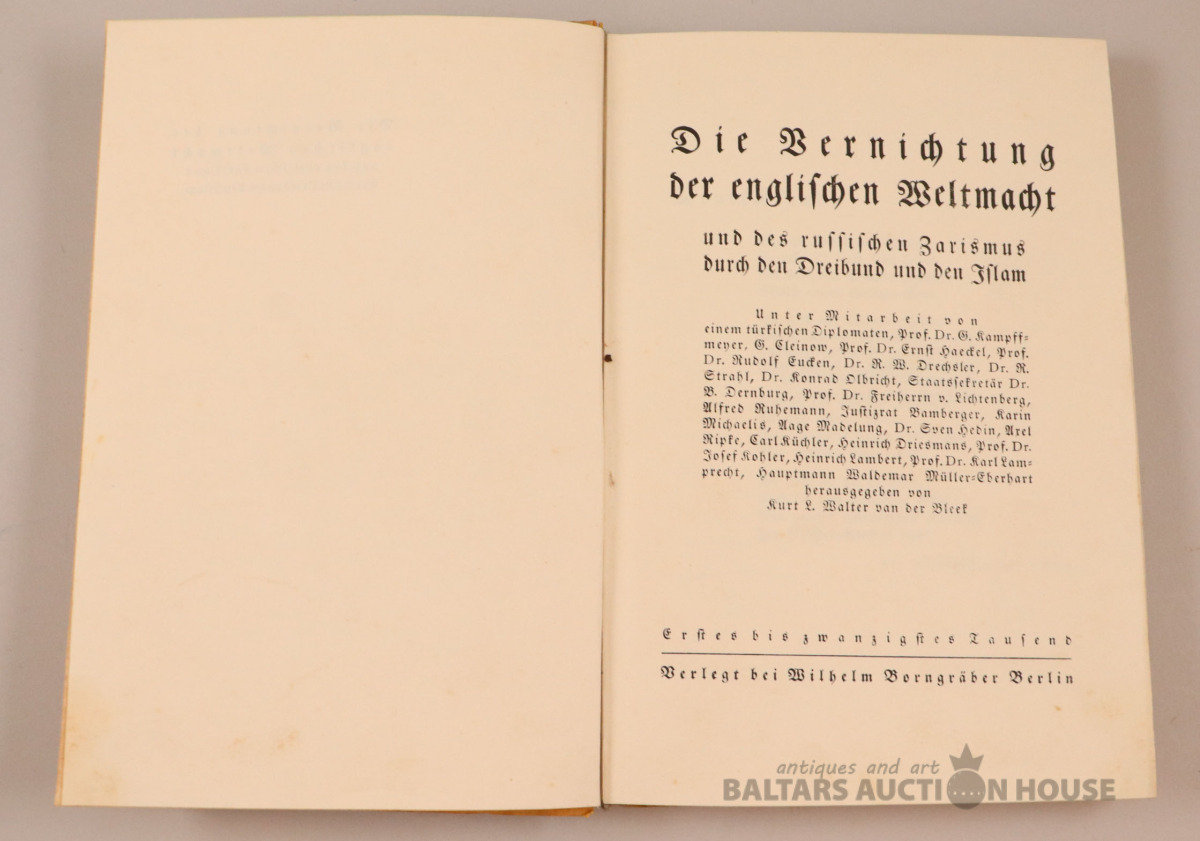 Die Vernichtung
der englischen Weltmacht
und des russischen Zarismus
durch den Dreibund und den Islam
Unter Mitarbeit von
einem türkischen Diplomaten, Prof. Dr. G. Kampff-
meyer, G. Cleinow, Prof. Dr. Ernst Haeckel, Prof.
Dr. Rudolf Eucken, Dr. R. W. Drechsler, Dr. R.
Strahl, Dr. Konrad Olbricht, Staatssekretär Dr.
B. Dernburg, Prof. Dr. Freiherrn v. Lichtenberg,
Alfred Ruhemann, Justizrat Bamberger, Karin
Michaelis, Aage Madelung, Dr. Sven Hedin, Axel
Ripke, Carl Küchler, Heinrich Driesmans, Prof. Dr.
Josef Kohler, Heinrich Lambert, Prof. Dr. Karl Lam-
precht, Hauptmann Waldemar Müller-Eberhart
herausgegeben von
Kurt L. Walter van der Bleek
Erstes bis zwanzigstes Tausend
Verlegt bei Wilhelm Borngräber Berlin
antiques and art
BALTARS AUCTION HOUSE